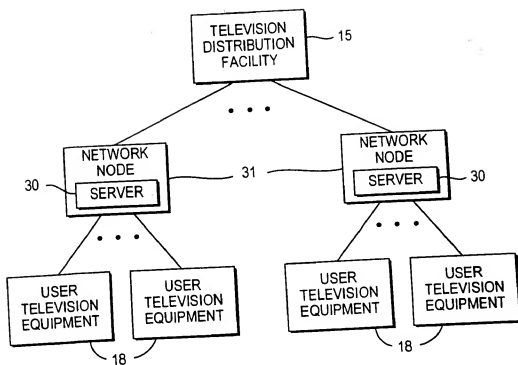 TELEVISION
DISTRIBUTION
FACILITY
15
NETWORK
NODE
SERVER
30
31
NETWORK
NODE
SERVER
30
USER
TELEVISION
EQUIPMENT
USER
TELEVISION
EQUIPMENT
18
USER
TELEVISION
EQUIPMENT
USER
TELEVISION
EQUIPMENT
18